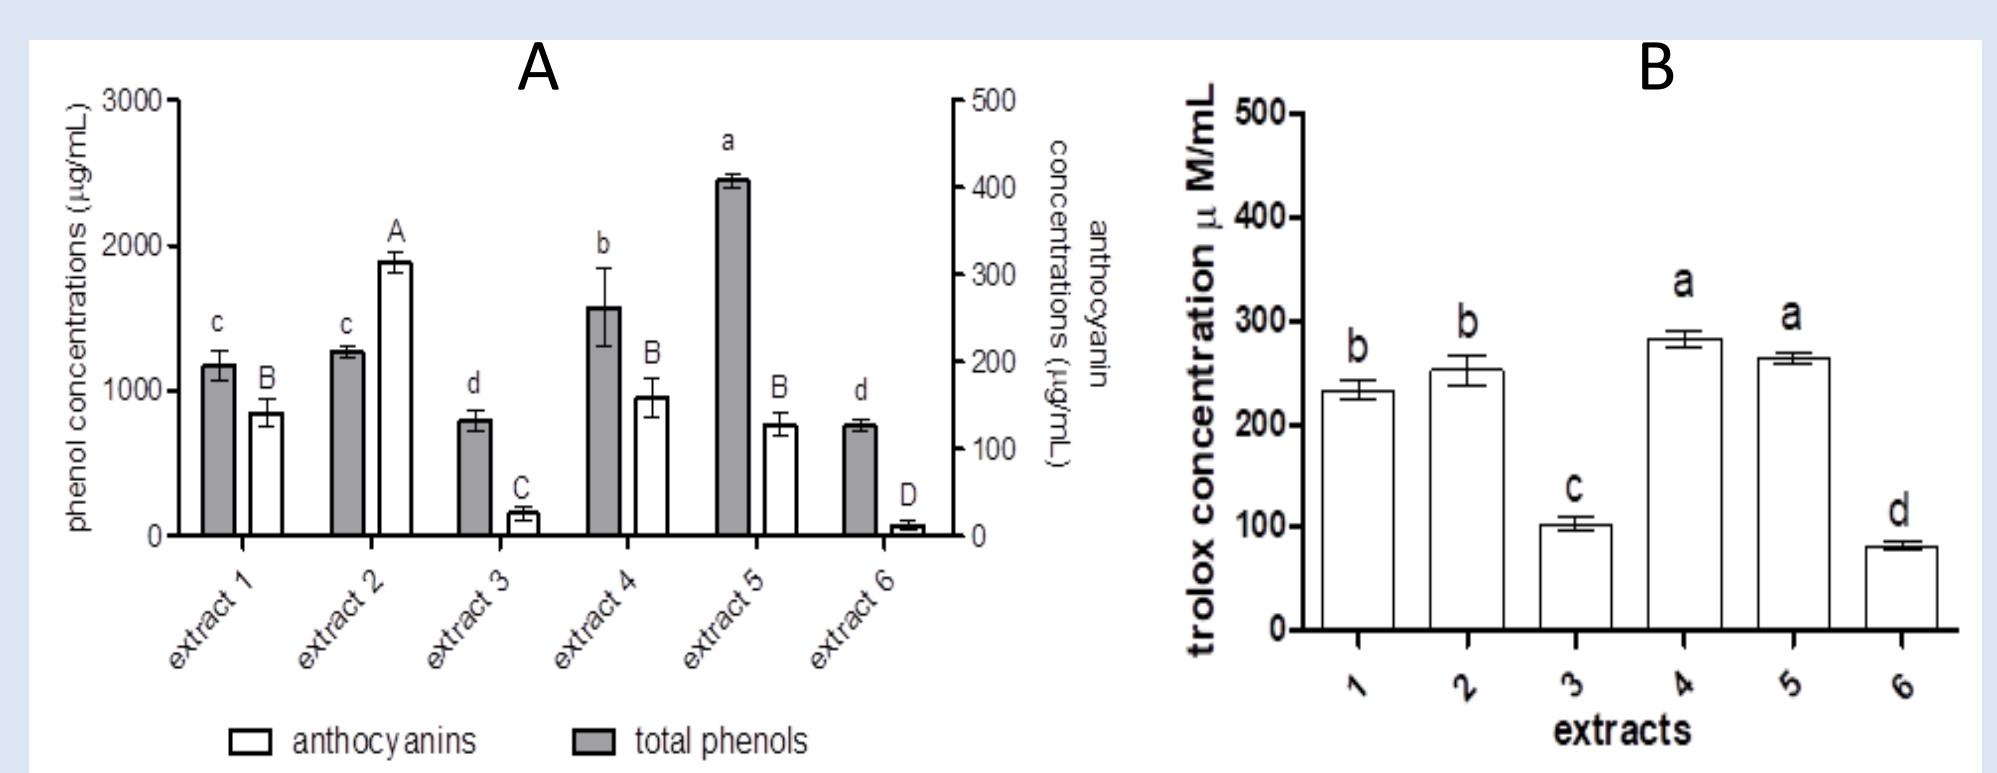 A
3000
2000
1000
0
phenol concentrations (µg/mL)
500
400
300
200
100
0
anthocyanin
concentrations (µg/mL)
c
B
c
A
d
C
b
B
a
B
d
D
extract 1
extract 2
extract 3
extract 4
extract 5
extract 6
anthocyanins
total phenols
B
trolox concentration µ M/mL
500
400
300
200
100
0
b
b
c
a
a
d
1
2
3
4
5
6
extracts